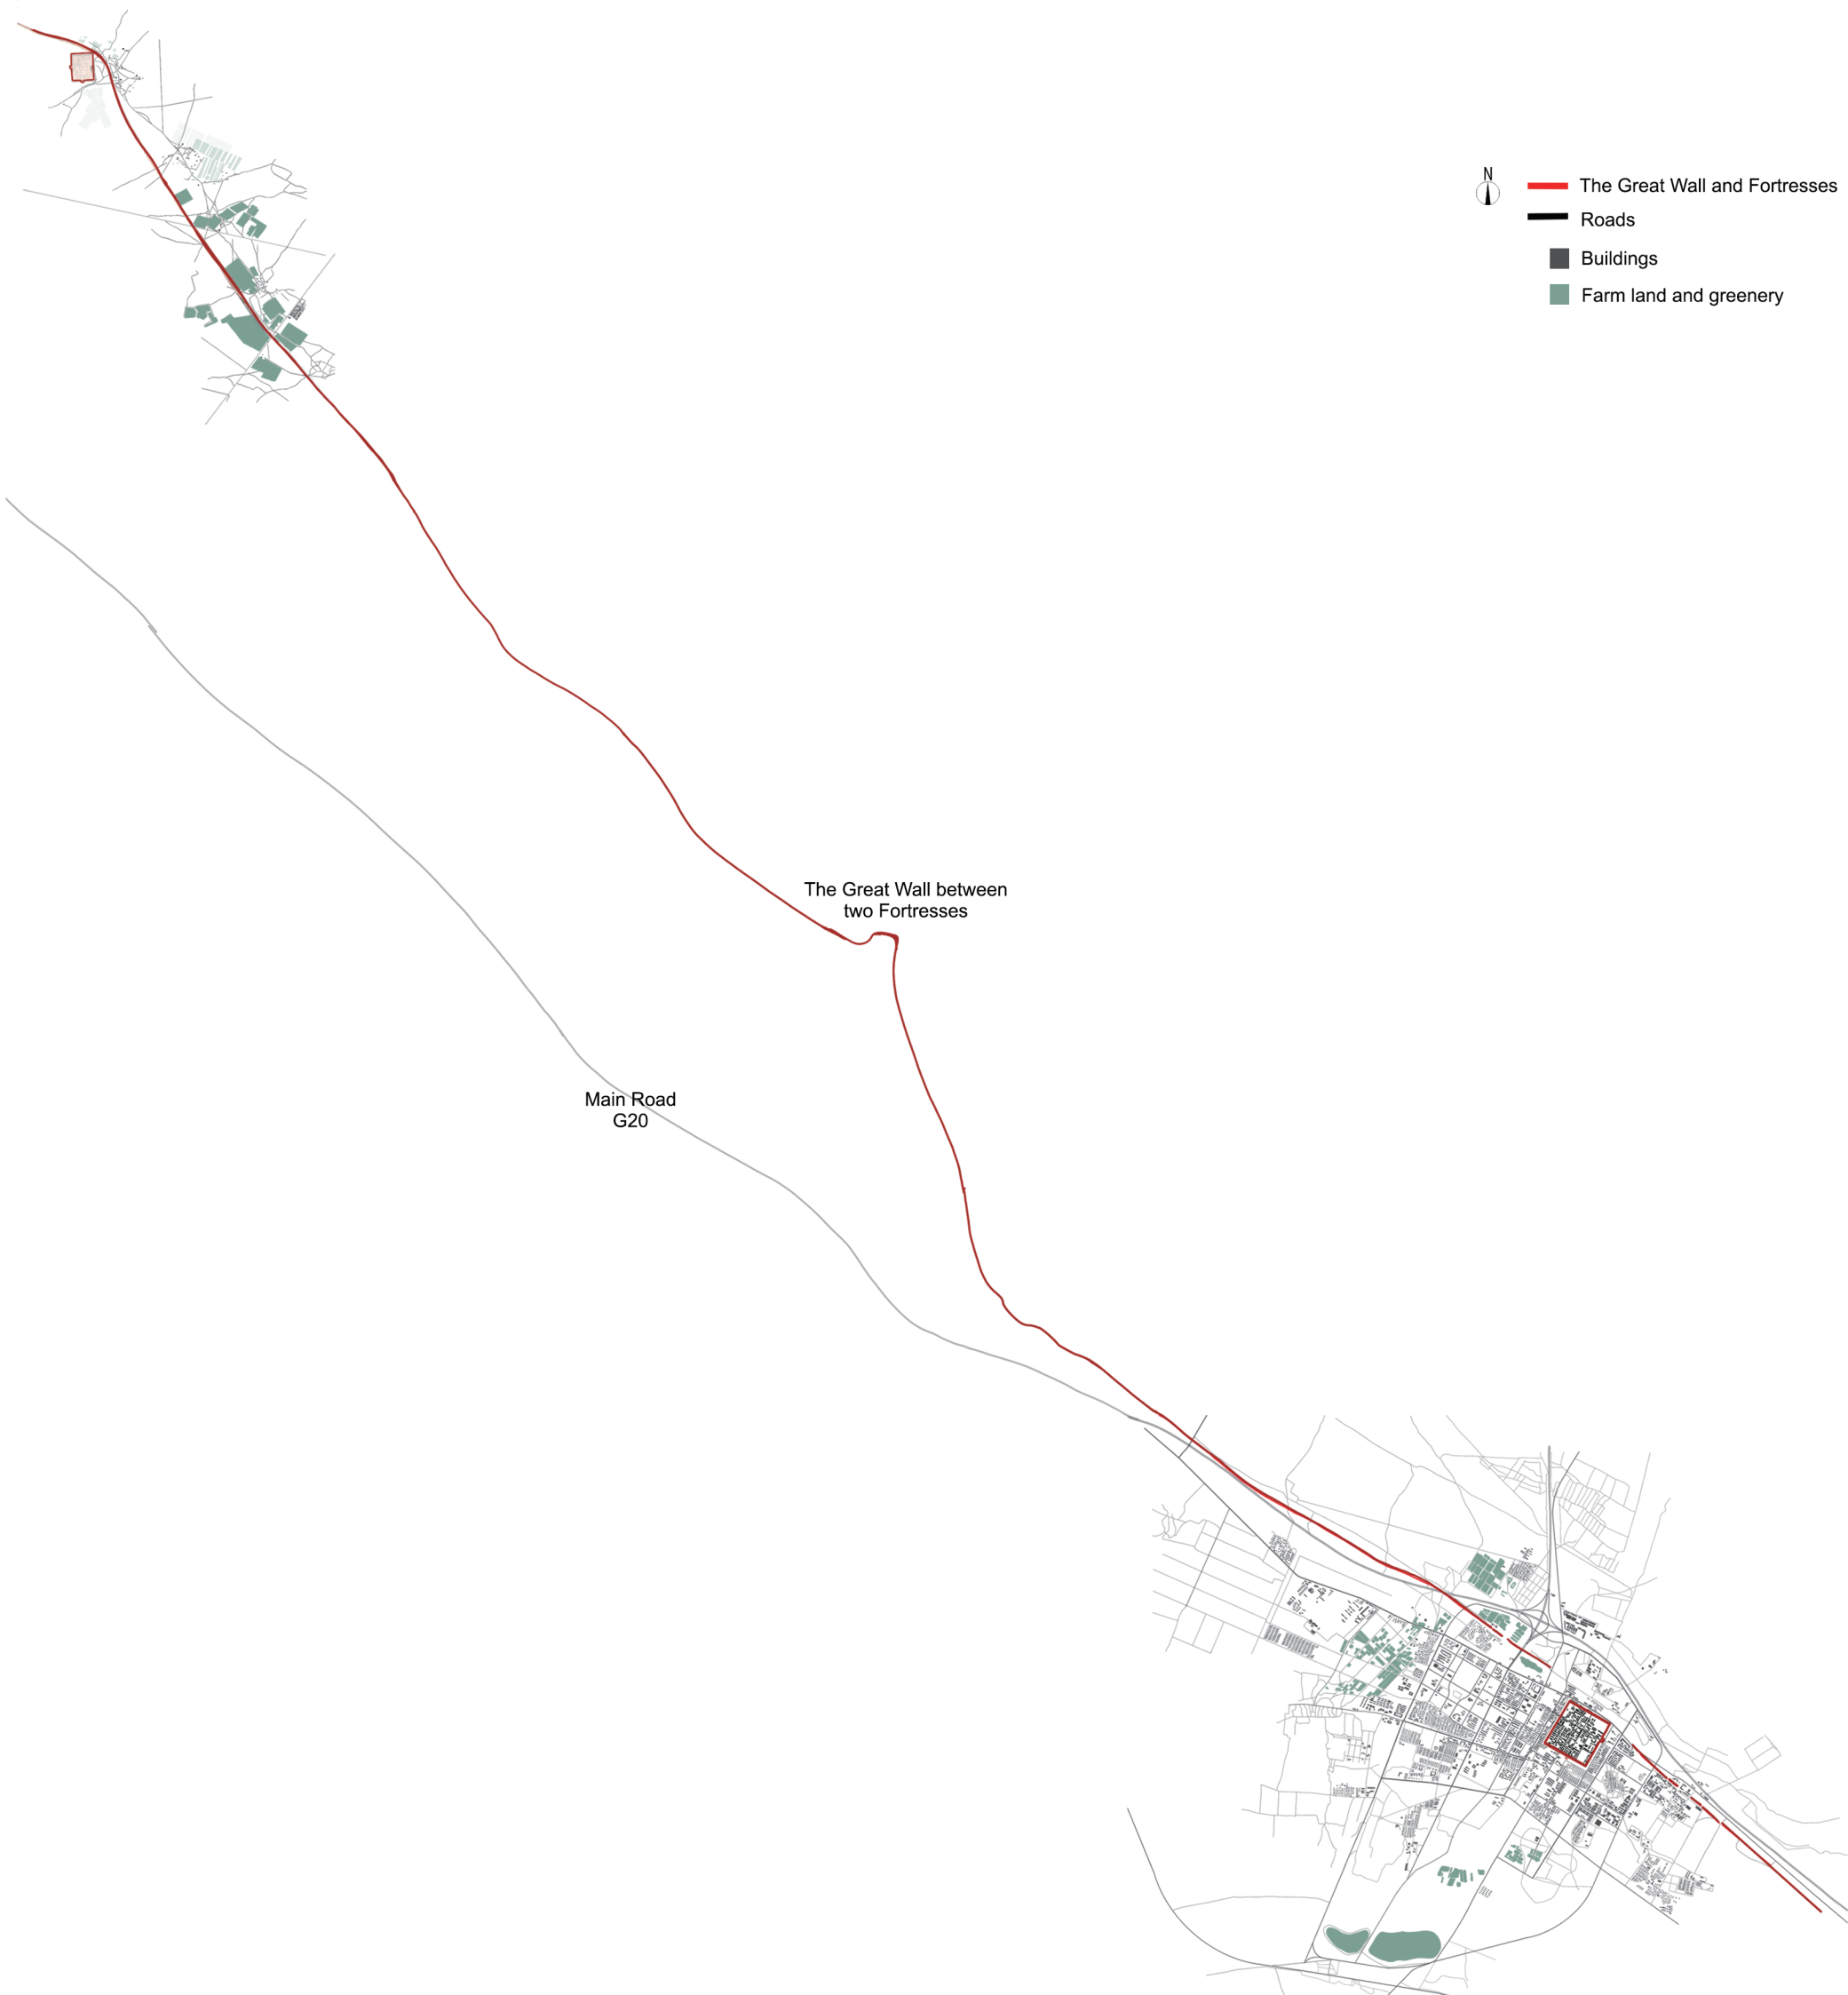 N
The Great Wall and Fortresses
Roads
Buildings
Farm land and greenery
The Great Wall between
two Fortresses
Main Road
G20